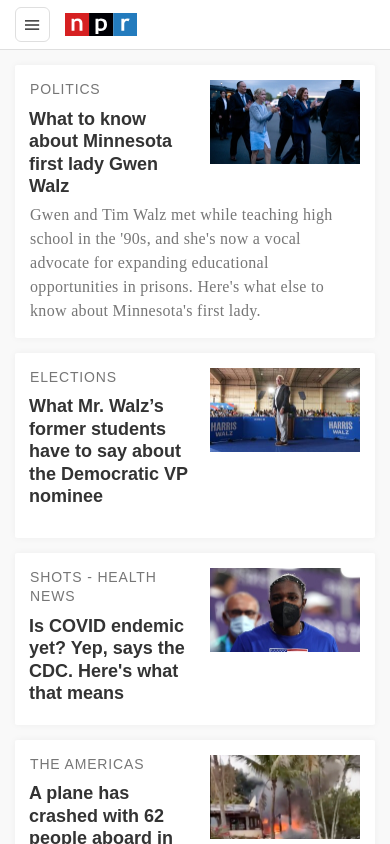 npr
POLITICS
What to know
about Minnesota
first lady Gwen
Walz
Gwen and Tim Walz met while teaching high
school in the '90s, and she's now a vocal
advocate for expanding educational
opportunities in prisons. Here's what else to
know about Minnesota's first lady.
ELECTIONS
What Mr. Walz’s
former students
have to say about
the Democratic VP
nominee
HARRIS
WALZ
HARRIS
WALZ
SHOTS - HEALTH
NEWS
Is COVID endemic
yet? Yep, says the
CDC. Here's what
that means
THE AMERICAS
A plane has
crashed with 62
people aboard in